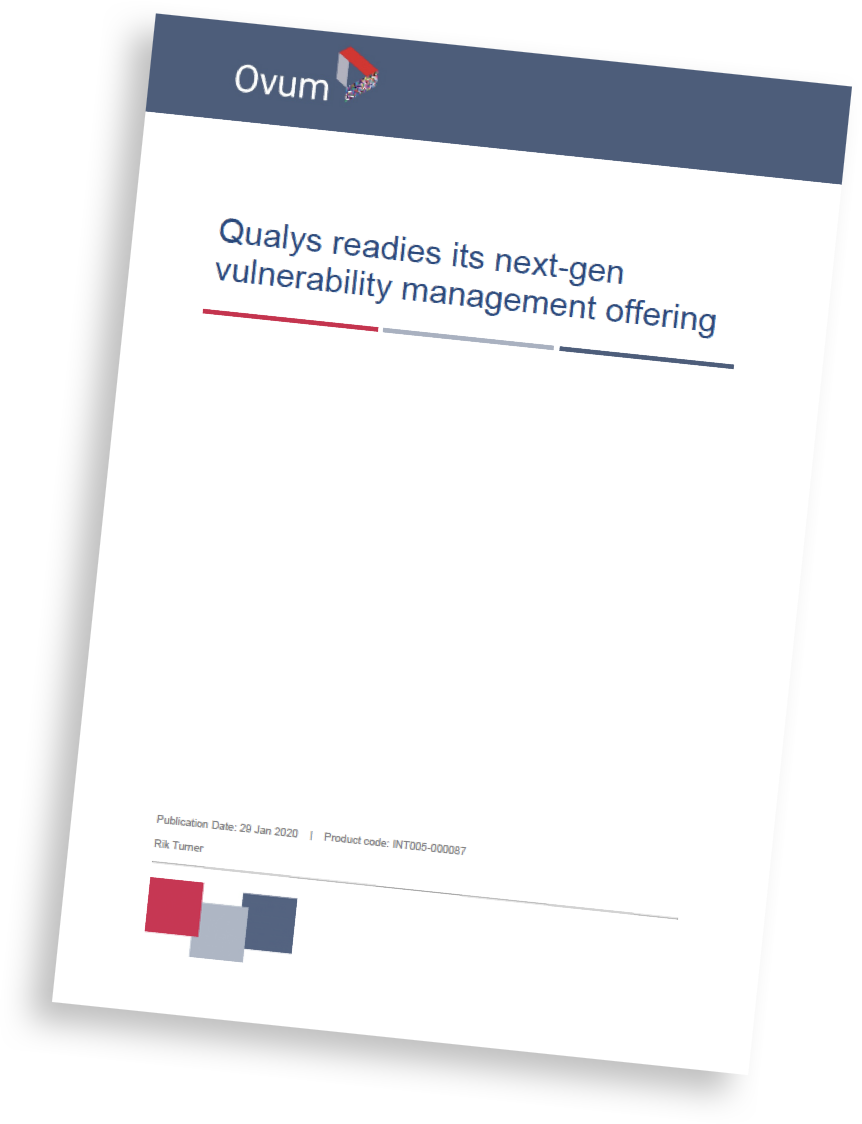 Ovum
Qualys readies its next-gen
vulnerability management offering
Publication Date: 29 Jan 2020 | Product code: INT005-000087
Rik Turner